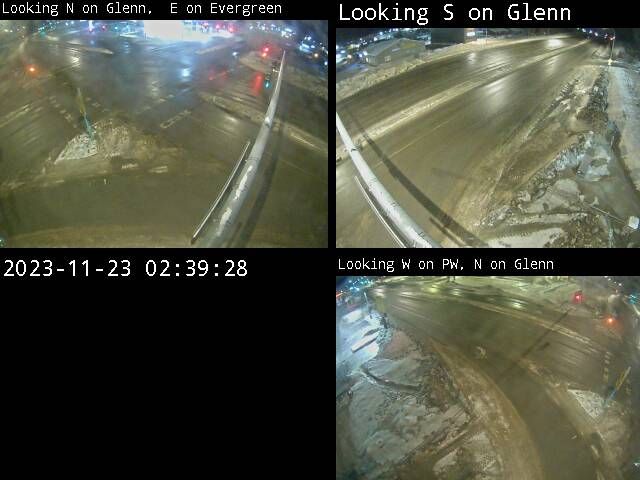 Looking N on Glenn,  E on Evergreen
Looking S on Glenn
2023-11-23 02:39:28
Looking W on PW, N on Glenn